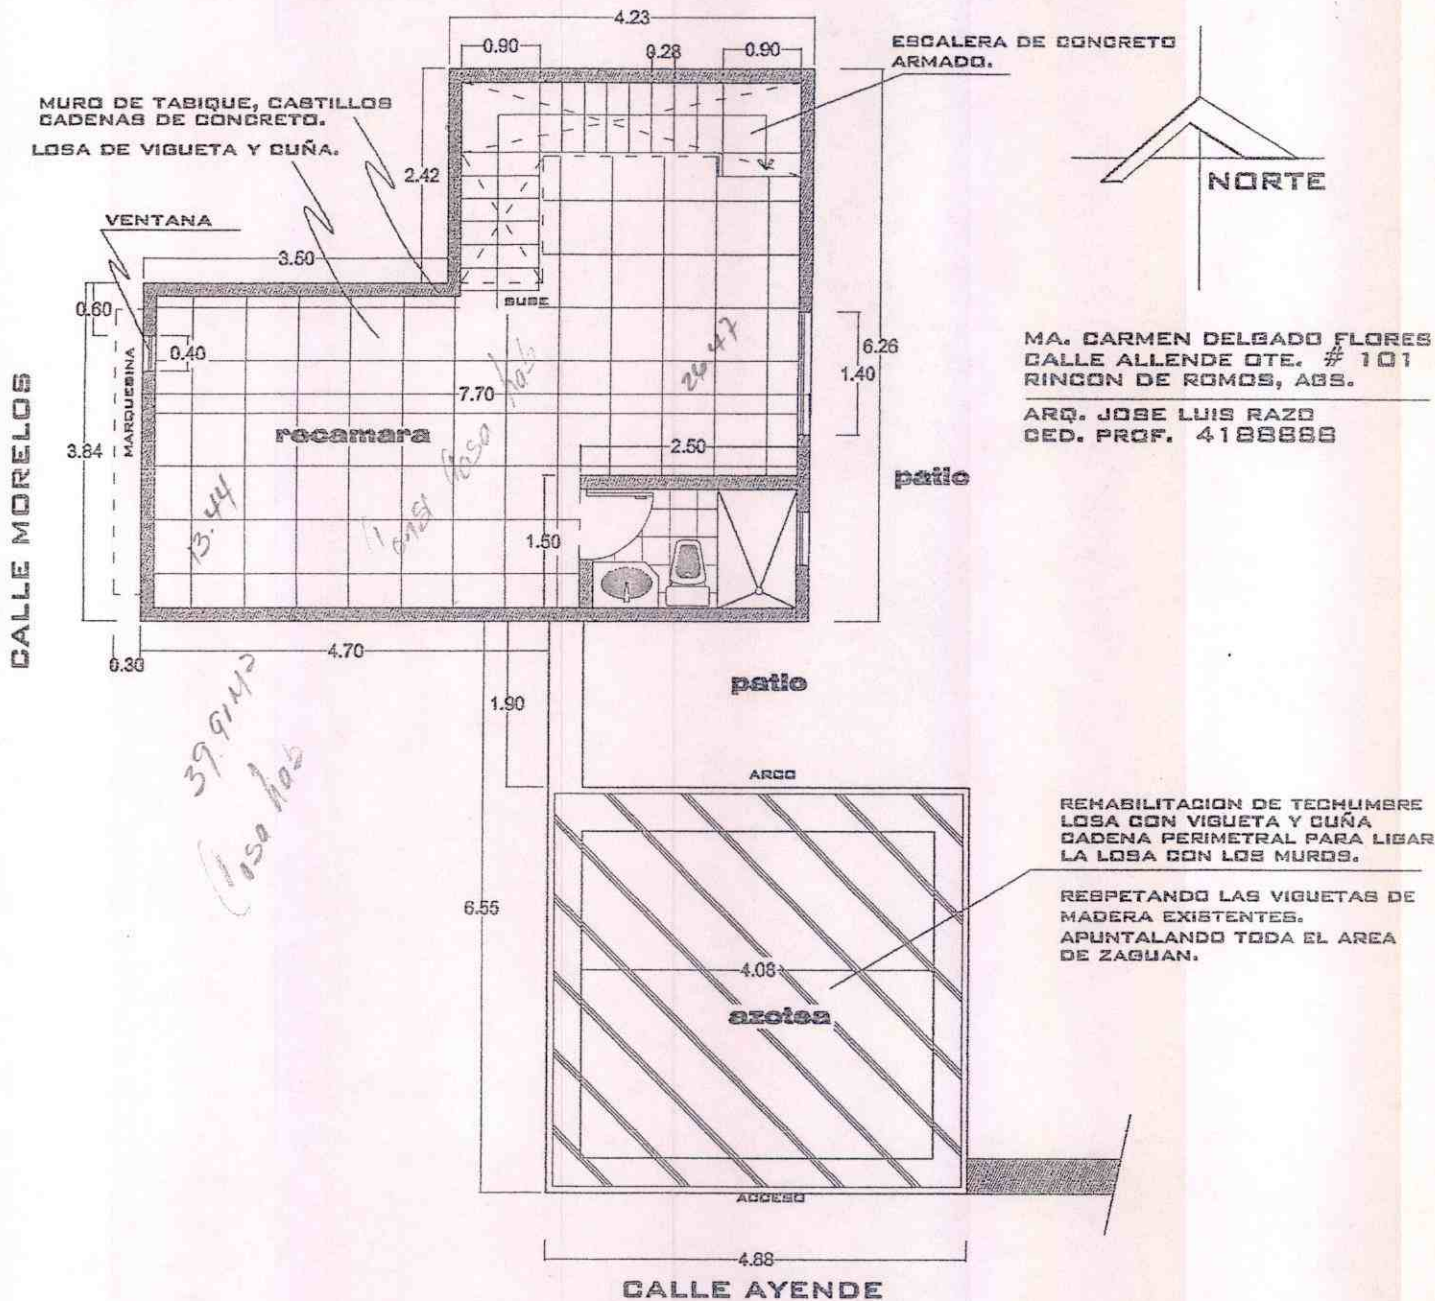 4.23
0.90
0.28
0.90
ESCALERA DE CONCRETO
ARMADO.
MURO DE TABIQUE, CASTILLOS
CADENAS DE CONCRETO.
LOSA DE VIGUETA Y CUÑA.
2.42
NORTE
VENTANA
3.50
SUBE
0.60
0.40
MARQUESINA
6.26
1.40
26.47
MA. CARMEN DELGADO FLORES
CALLE ALLENDE OTE. # 101
RINCON DE ROMOS, AGS.
ARQ. JOSE LUIS RAZO
CED. PROF. 4188888
7.70
recamara
3.84
CALLE MORELOS
2.50
patio
13.44
1.50
0.30
4.70
patio
1.90
39.91 M2
ARCO
REHABILITACION DE TECHUMBRE
LOSA CON VIGUETA Y CUÑA
CADENA PERIMETRAL PARA LIGAR
LA LOSA CON LOS MUROS.
RESPETANDO LAS VIGUETAS DE
MADERA EXISTENTES.
APUNTALANDO TODA EL AREA
DE ZAGUAN.
6.55
4.08
azotea
ACCESO
4.88
CALLE AYENDE